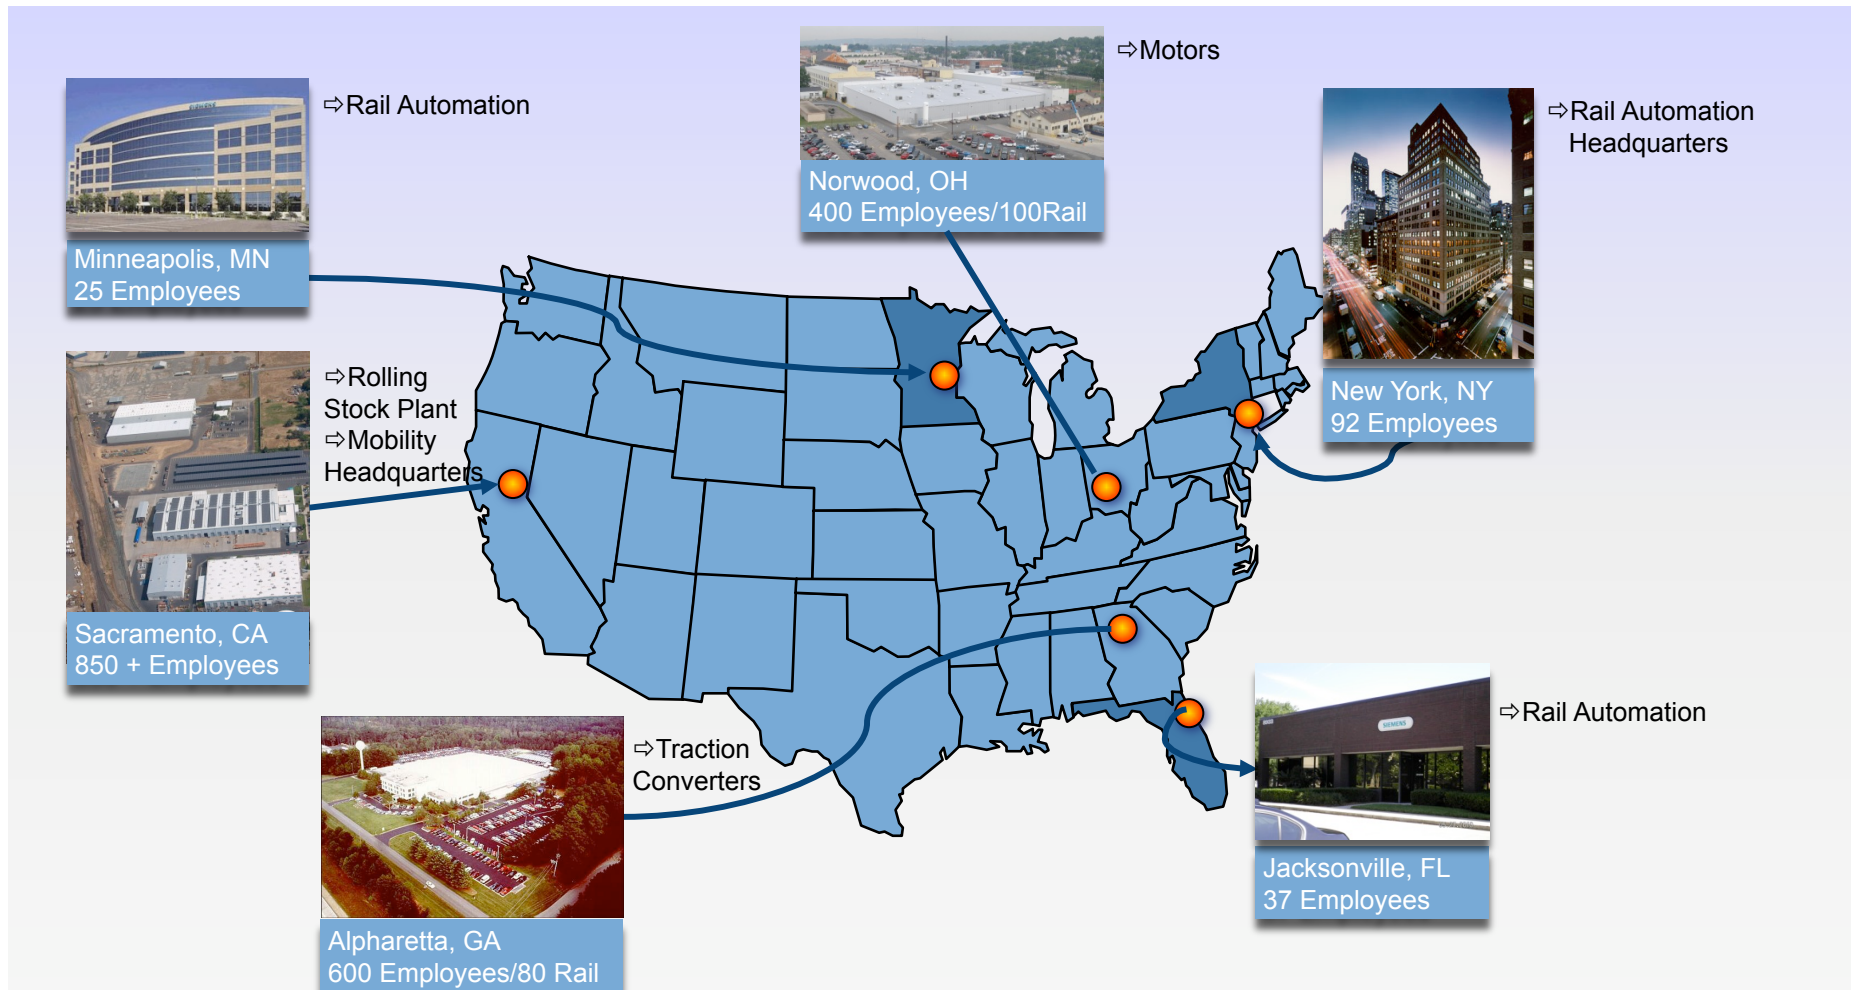 ⇨Motors
⇨Rail Automation
⇨Rail Automation
Headquarters
SIEMENS
Norwood, OH
400 Employees/100Rail
Minneapolis, MN
25 Employees
⇨Rolling
Stock Plant
⇨Mobility
Headquarters
New York, NY
92 Employees
Sacramento, CA
850 + Employees
⇨Traction
Converters
⇨Rail Automation
SIEMENS
Jacksonville, FL
37 Employees
Alpharetta, GA
600 Employees/80 Rail